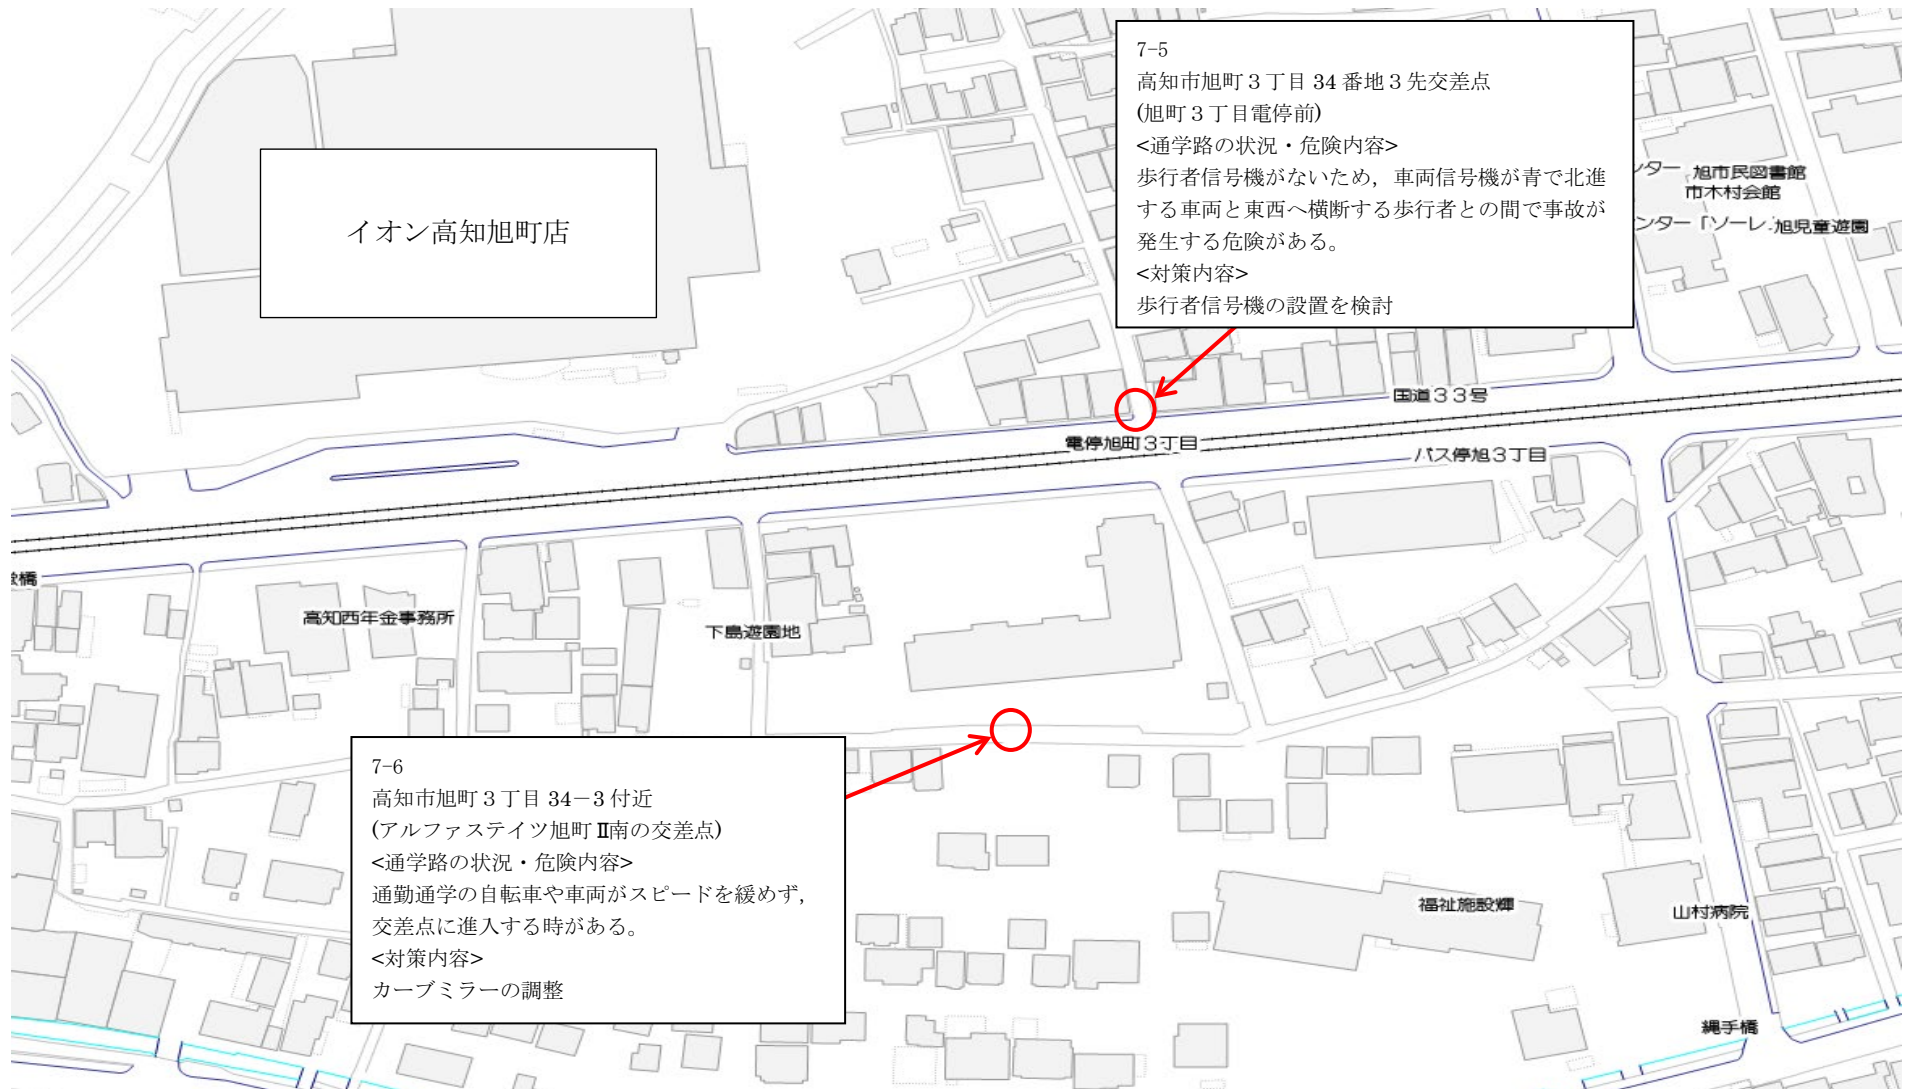 7-5
高知市旭町３丁目 34 番地３先交差点
(旭町３丁目電停前)
<通学路の状況・危険内容>
歩行者信号機がないため，車両信号機が青で北進
する車両と東西へ横断する歩行者との間で事故が
発生する危険がある。
<対策内容>
歩行者信号機の設置を検討
ンター 旭市民図書館
市木村会館
ンター「ソーレ 旭児童遊園
イオン高知旭町店
国道３３号
電停旭町３丁目
バス停旭３丁目
橋
高知西年金事務所
下島遊園地
7-6
高知市旭町３丁目 34－3 付近
(アルファステイツ旭町Ⅱ南の交差点)
<通学路の状況・危険内容>
通勤通学の自転車や車両がスピードを緩めず，
交差点に進入する時がある。
<対策内容>
カーブミラーの調整
福祉施設輝
山村病院
縄手橋